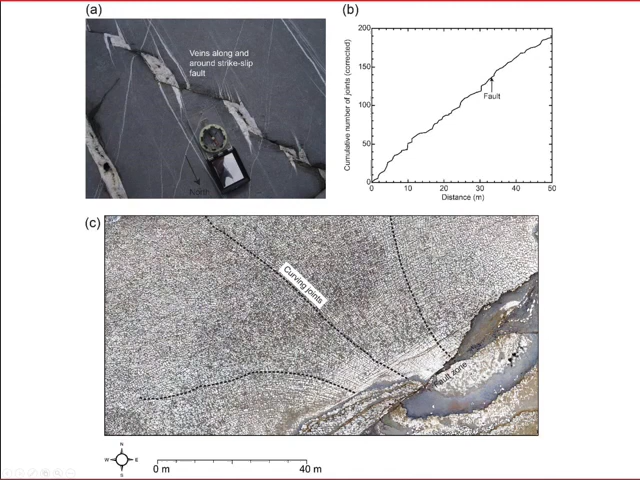 (a)
Veins along and
around strike-slip
fault
North
(b)
Cumulative number of joints (corrected)
200
150
100
50
0
Fault
0
10
20
30
40
50
Distance (m)
(c)
Curving joints
Fault zone
N
W
E
S
0 m
40 m